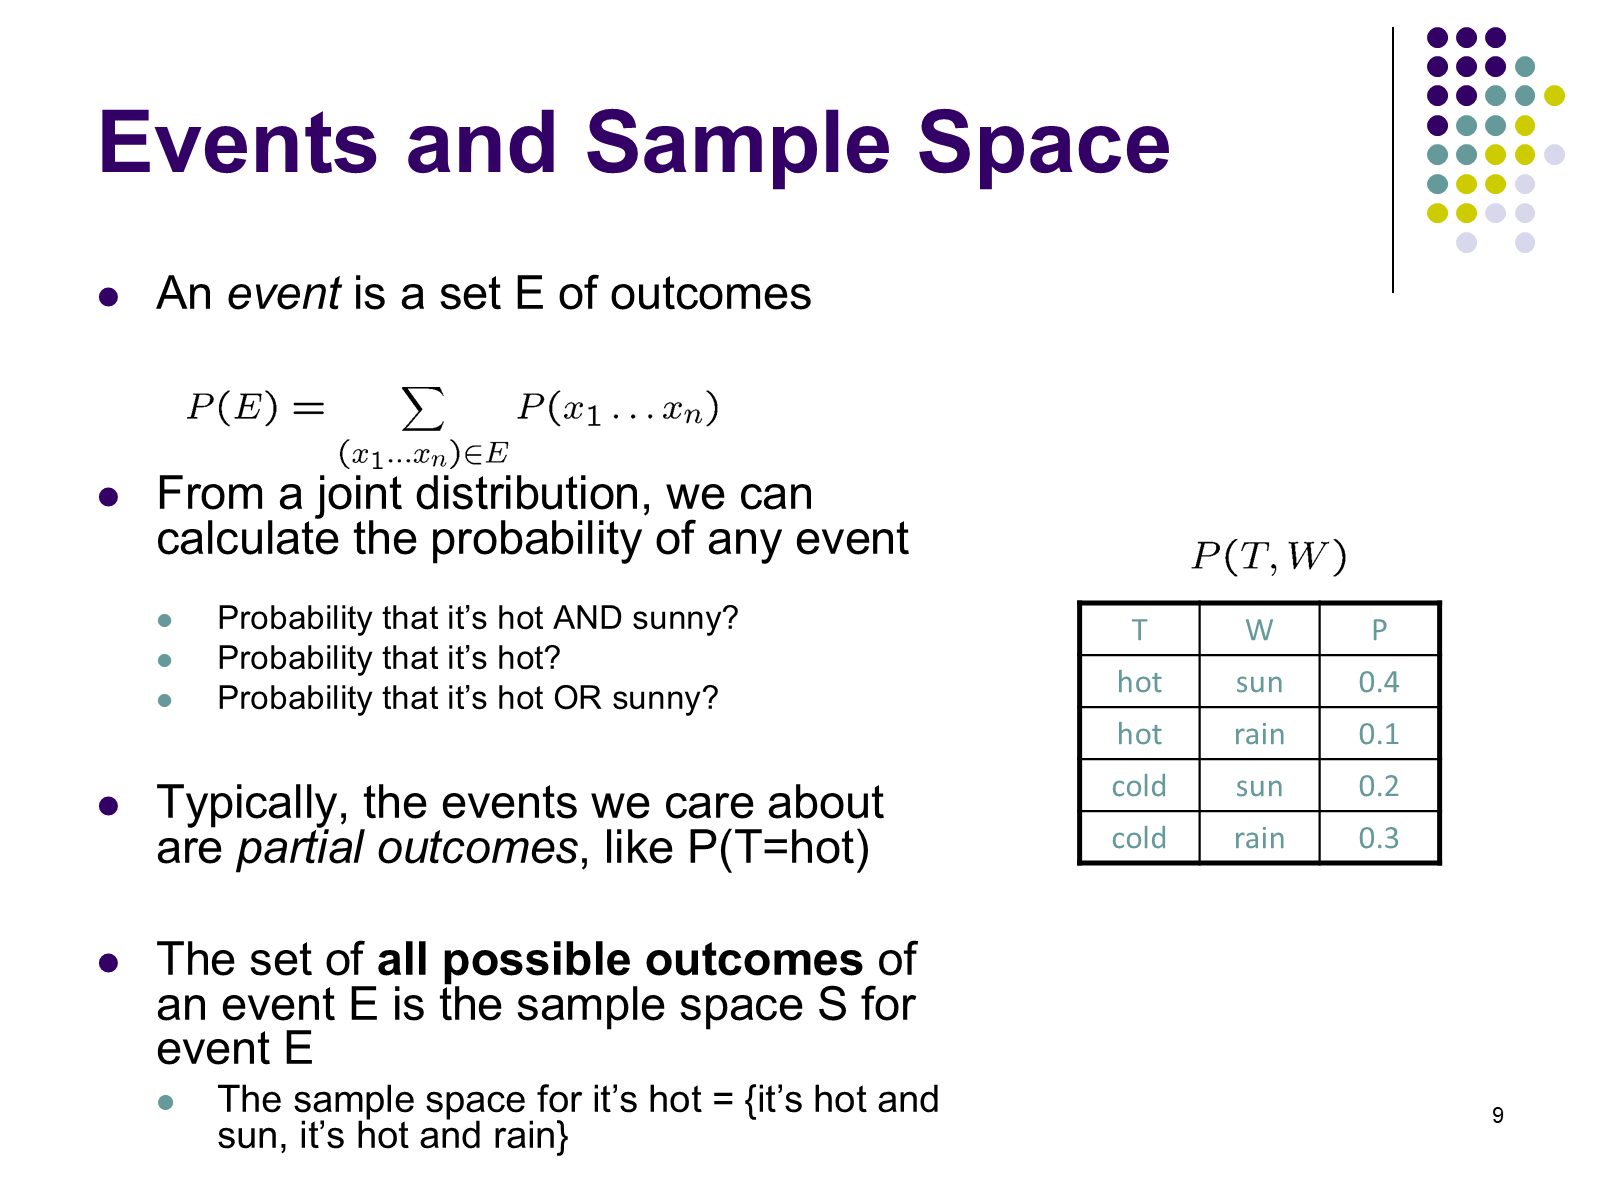 Events and Sample Space
An event is a set E of outcomes
P(E) = ∑ P(x₁ … xₙ)
(x₁…xₙ)∈E
From a joint distribution, we can
calculate the probability of any event
Probability that it’s hot AND sunny?
Probability that it’s hot?
Probability that it’s hot OR sunny?
Typically, the events we care about
are partial outcomes, like P(T=hot)
The set of all possible outcomes of
an event E is the sample space S for
event E
The sample space for it’s hot = {it’s hot and
sun, it’s hot and rain}
P(T, W)
T W P
hot sun 0.4
hot rain 0.1
cold sun 0.2
cold rain 0.3
9